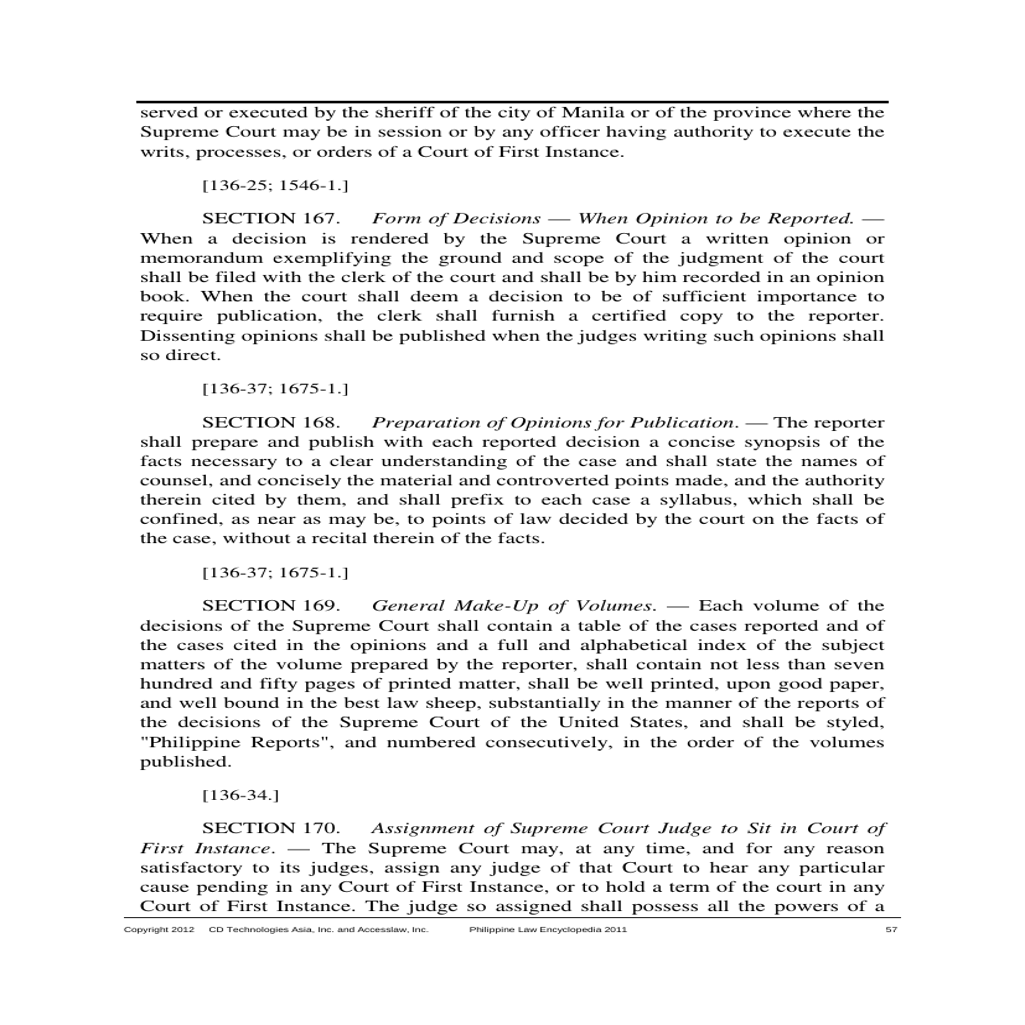 served or executed by the sheriff of the city of Manila or of the province where the
Supreme Court may be in session or by any officer having authority to execute the
writs, processes, or orders of a Court of First Instance.
[136-25; 1546-1.]
SECTION 167. Form of Decisions — When Opinion to be Reported. —
When a decision is rendered by the Supreme Court a written opinion or
memorandum exemplifying the ground and scope of the judgment of the court
shall be filed with the clerk of the court and shall be by him recorded in an opinion
book. When the court shall deem a decision to be of sufficient importance to
require publication, the clerk shall furnish a certified copy to the reporter.
Dissenting opinions shall be published when the judges writing such opinions shall
so direct.
[136-37; 1675-1.]
SECTION 168. Preparation of Opinions for Publication. — The reporter
shall prepare and publish with each reported decision a concise synopsis of the
facts necessary to a clear understanding of the case and shall state the names of
counsel, and concisely the material and controverted points made, and the authority
therein cited by them, and shall prefix to each case a syllabus, which shall be
confined, as near as may be, to points of law decided by the court on the facts of
the case, without a recital therein of the facts.
[136-37; 1675-1.]
SECTION 169. General Make-Up of Volumes. — Each volume of the
decisions of the Supreme Court shall contain a table of the cases reported and of
the cases cited in the opinions and a full and alphabetical index of the subject
matters of the volume prepared by the reporter, shall contain not less than seven
hundred and fifty pages of printed matter, shall be well printed, upon good paper,
and well bound in the best law sheep, substantially in the manner of the reports of
the decisions of the Supreme Court of the United States, and shall be styled,
"Philippine Reports", and numbered consecutively, in the order of the volumes
published.
[136-34.]
SECTION 170. Assignment of Supreme Court Judge to Sit in Court of
First Instance. — The Supreme Court may, at any time, and for any reason
satisfactory to its judges, assign any judge of that Court to hear any particular
cause pending in any Court of First Instance, or to hold a term of the court in any
Court of First Instance. The judge so assigned shall possess all the powers of a
Copyright 2012 CD Technologies Asia, Inc. and Accesslaw, Inc. Philippine Law Encyclopedia 2011 57